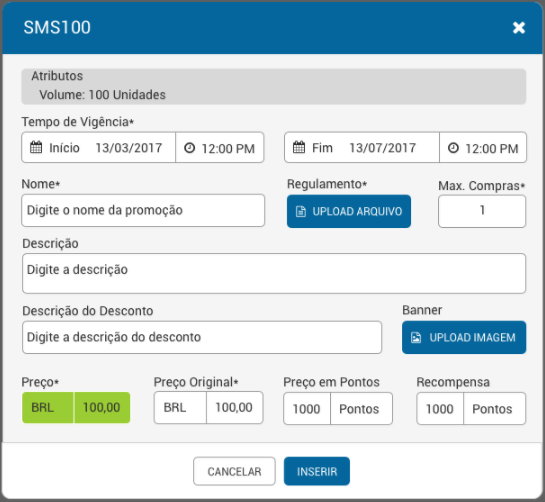 SMS100
Atributos
Volume: 100 Unidades
Tempo de Vigência*
Início 13/03/2017 12:00 PM Fim 13/07/2017 12:00 PM
Nome* Regulamento* Max. Compras*
Digite o nome da promoção UPLOAD ARQUIVO 1
Descrição
Digite a descrição
Descrição do Desconto Banner
Digite a descrição do desconto UPLOAD IMAGEM
Preço* Preço Original* Preço em Pontos Recompensa
BRL 100,00 BRL 100,00 1000 Pontos 1000 Pontos
CANCELAR INSERIR